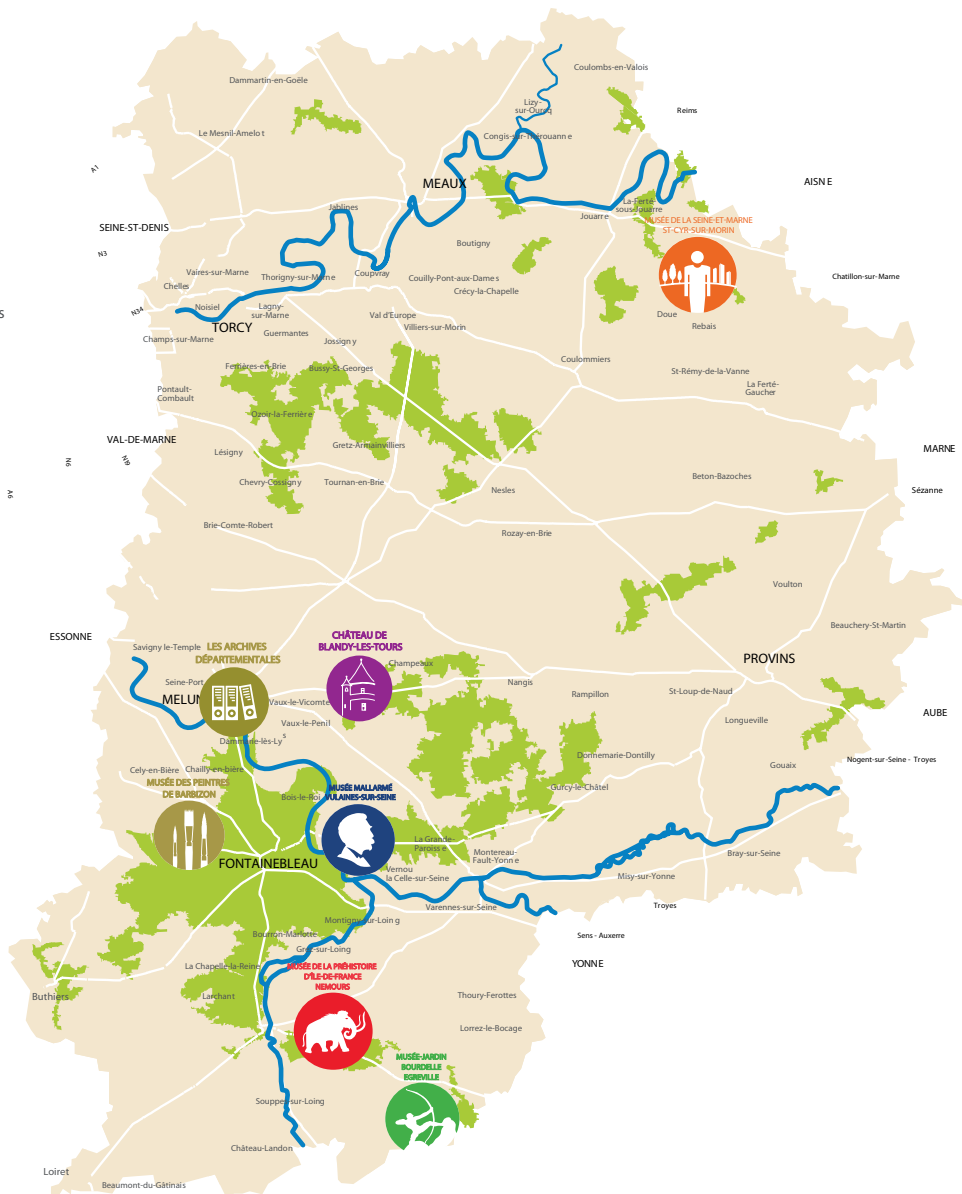 Coulombs-en-Valois
Dammartin-en-Goële
Lizy-
sur-Ourcq
Reims
Le Mesnil-Amelot
Congis-sur-Thérouanne
A1
MEAUX
AISNE
La-Ferté-
sous-Jouarre
Jablines
Jouarre
SEINE-ST-DENIS
MUSÉE DE LA SEINE-ET-MARNE
ST-CYR-SUR-MORIN
N3
Boutigny
Vaires-sur-Marne
Thorigny-sur-Marne
Coupvray
Couilly-Pont-aux-Dames
Chatillon-sur-Marne
Chelles
Crécy-la-Chapelle
S
N34
Noisiel
Lagny-
sur-Marne
Val d'Europe
Doue
TORCY
Villiers-sur-Morin
Rebais
Champs-sur-Marne
Guermantes
Jossigny
Coulommiers
Ferrières-en-Brie
Bussy-St-Georges
St-Rémy-de-la-Vanne
Pontault-
Combault
La Ferté-
Gaucher
Ozoir-la-Ferrière
VAL-DE-MARNE
Lésigny
Gretz-Armainvilliers
MARNE
N6
N19
Chevry-Cossigny
Tournan-en-Brie
Beton-Bazoches
A6
Nesles
Sézanne
Brie-Comte-Robert
Rozay-en-Brie
Voulton
Beauchery-St-Martin
ESSONNE
Savigny le-Temple
LES ARCHIVES
DÉPARTEMENTALES
CHÂTEAU DE
BLANDY-LES-TOURS
Champeaux
PROVINS
Seine-Port
Nangis
Rampillon
St-Loup-de-Naud
MELUN
Vaux-le-Vicomte
AUBE
Vaux-le-Penil
Longueville
Dammarie-lès-Ly
s
Donnemarie-Dontilly
Nogent-sur-Seine - Troyes
Cely-en-Bière
Chailly-en-bière
Gouaix
MUSÉE DES PEINTRES
DE BARBIZON
Bois-le-Roi
MUSÉE MALLARMÉ
VULAINES-SUR-SEINE
Gurcy-le-Châtel
La Grande-
Paroisse
Montereau-
Fault-Yonne
Bray-sur-Seine
FONTAINEBLEAU
Vernou
la Celle-sur-Seine
Misy-sur-Yonne
Varennes-sur-Seine
Troyes
Montigny-sur-Loing
Bourron-Marlotte
Sens - Auxerre
Grez-sur-Loing
La Chapelle-la-Reine
MUSÉE DE LA PRÉHISTOIRE
D'ÎLE-DE-FRANCE
NEMOURS
YONNE
Buthiers
Larchant
Thoury-Ferottes
Lorrez-le-Bocage
MUSÉE-JARDIN
BOURDELLE
EGREVILLE
Souppes-sur-Loing
Château-Landon
Loiret
Beaumont-du-Gâtinais